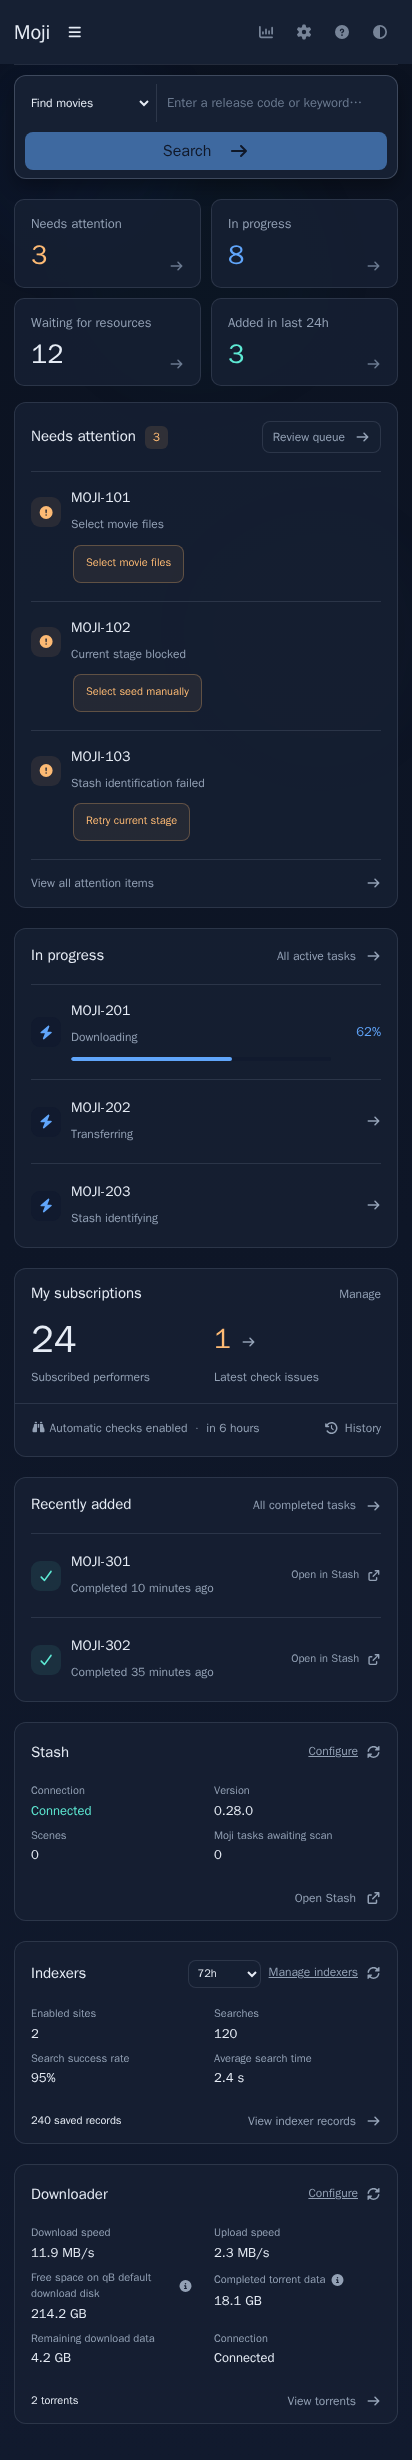 Moji
Find movies
Enter a release code or keyword⋯
Search
Needs attention
3
In progress
8
Waiting for resources
12
Added in last 24h
3
Needs attention 3
Review queue
MOJI-101
Select movie files
Select movie files
MOJI-102
Current stage blocked
Select seed manually
MOJI-103
Stash identification failed
Retry current stage
View all attention items
In progress
All active tasks
MOJI-201
Downloading
62%
MOJI-202
Transferring
MOJI-203
Stash identifying
My subscriptions
Manage
24
Subscribed performers
1
Latest check issues
Automatic checks enabled · in 6 hours
History
Recently added
All completed tasks
MOJI-301
Completed 10 minutes ago
Open in Stash
MOJI-302
Completed 35 minutes ago
Open in Stash
Stash
Configure
Connection
Connected
Version
0.28.0
Scenes
0
Moji tasks awaiting scan
0
Open Stash
Indexers
72h
Manage indexers
Enabled sites
2
Searches
120
Search success rate
95%
Average search time
2.4 s
240 saved records
View indexer records
Downloader
Configure
Download speed
11.9 MB/s
Upload speed
2.3 MB/s
Free space on qB default
download disk
214.2 GB
Completed torrent data
18.1 GB
Remaining download data
4.2 GB
Connection
Connected
2 torrents
View torrents